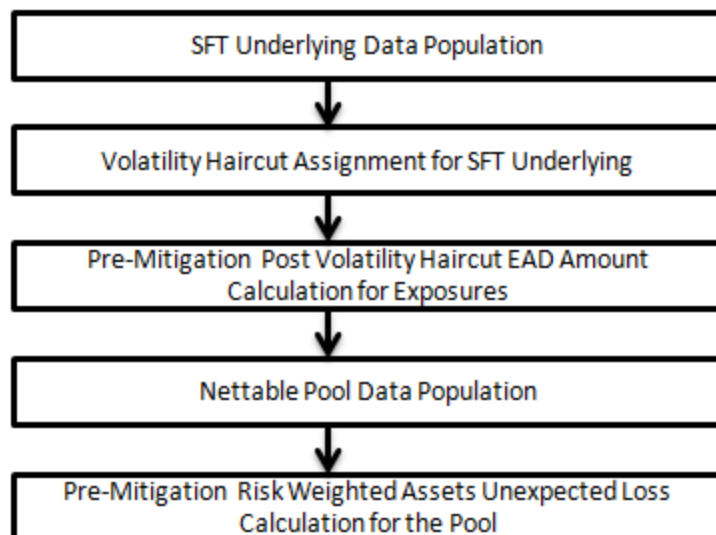 SFT Underlying Data Population
Volatility Haircut Assignment for SFT Underlying
Pre-Mitigation Post Volatility Haircut EAD Amount
Calculation for Exposures
Nettable Pool Data Population
Pre-Mitigation Risk Weighted Assets Unexpected Loss
Calculation for the Pool